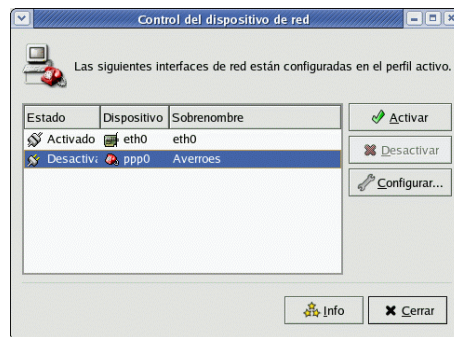 Control del dispositivo de red
Las siguientes interfaces de red están configuradas en el perfil activo.
Estado Dispositivo Sobrenombre
Activado eth0 eth0
Desactiva ppp0 Averroes
Activar
Desactivar
Configurar...
Info
Cerrar